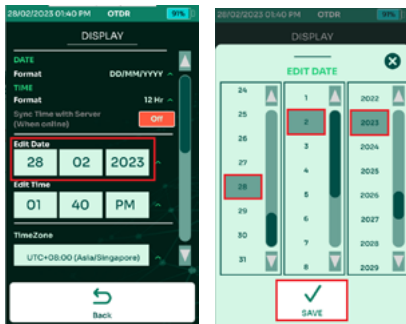 28/02/2023 01:40 PM OTDR 91%
DISPLAY
DATE
Format DD/MM/YYYY
TIME
Format 12 Hr
Sync Time with Server
(When online)
Off
Edit Date
28 02 2023
Edit Time
01 40 PM
TimeZone
UTC+08:00 (Asia/Singapore)
Back
28/02/2023 01:40 PM OTDR 91%
DISPLAY
EDIT DATE
24 1 2022
25 2 2023
26 3 2024
27 4 2025
28 5 2026
29 6 2027
30 7 2028
31 8 2029
SAVE